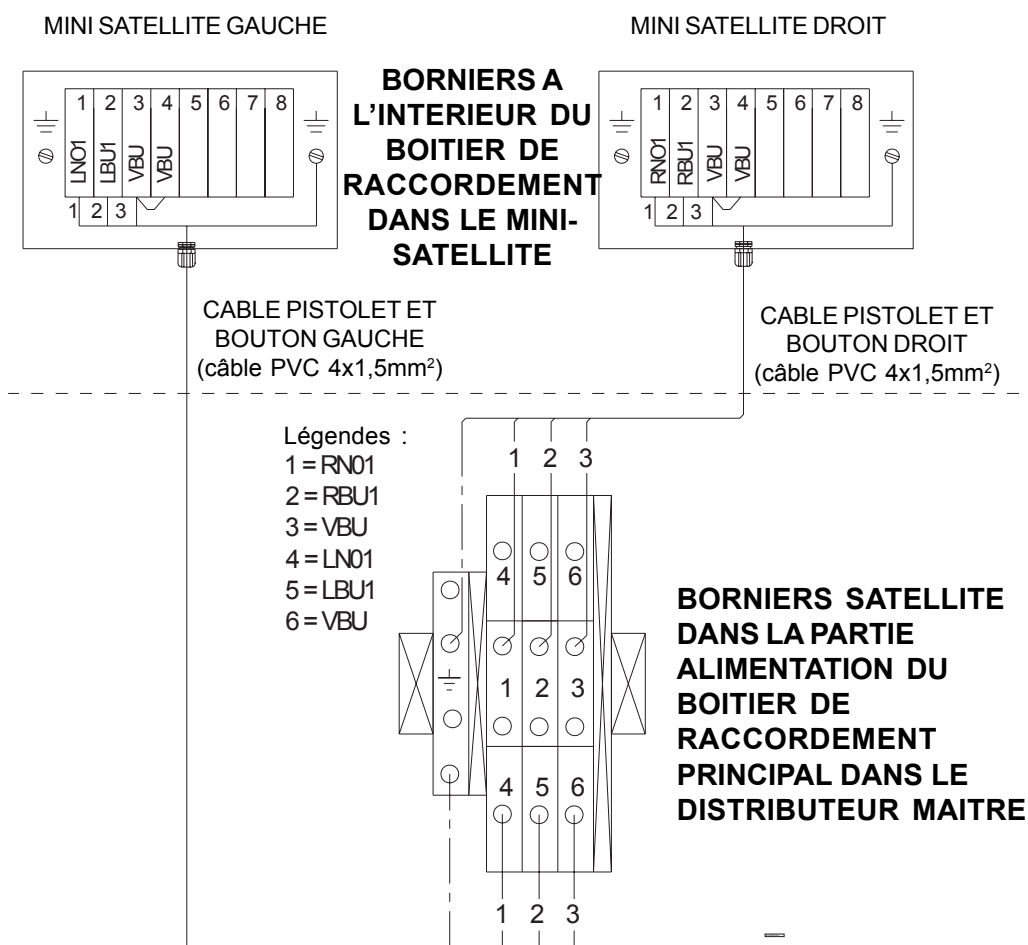 MINI SATELLITE GAUCHE
MINI SATELLITE DROIT
BORNIERS A
L'INTERIEUR DU
BOITIER DE
RACCORDEMENT
DANS LE MINI-
SATELLITE
1 2 3 4 5 6 7 8
LNO1
LBU1
VBU
VBU
1 2 3
1 2 3 4 5 6 7 8
RNO1
RBU1
VBU
VBU
1 2 3
CABLE PISTOLET ET
BOUTON GAUCHE
(câble PVC 4x1,5mm²)
CABLE PISTOLET ET
BOUTON DROIT
(câble PVC 4x1,5mm²)
Légendes :
1 = RN01
2 = RBU1
3 = VBU
4 = LN01
5 = LBU1
6 = VBU
1 2 3
4 5 6
1 2 3
4 5 6
1 2 3
BORNIERS SATELLITE
DANS LA PARTIE
ALIMENTATION DU
BOITIER DE
RACCORDEMENT
PRINCIPAL DANS LE
DISTRIBUTEUR MAITRE